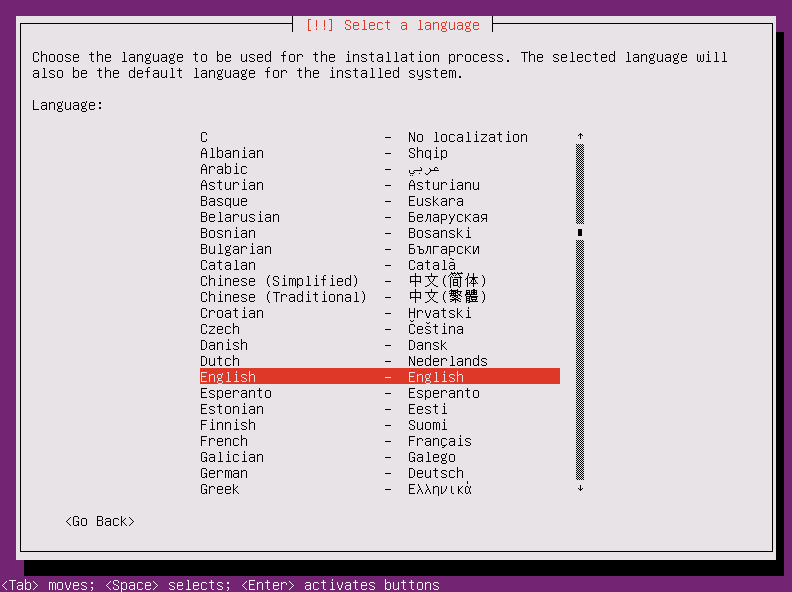 [!!] Select a language
Choose the language to be used for the installation process. The selected language will
also be the default language for the installed system.
Language:
C - No localization
Albanian - Shqip
Arabic - عربي
Asturian - Asturianu
Basque - Euskara
Belarusian - Беларуская
Bosnian - Bosanski
Bulgarian - Български
Catalan - Català
Chinese (Simplified) - 中文(简体)
Chinese (Traditional) - 中文(繁體)
Croatian - Hrvatski
Czech - Čeština
Danish - Dansk
Dutch - Nederlands
English - English
Esperanto - Esperanto
Estonian - Eesti
Finnish - Suomi
French - Français
Galician - Galego
German - Deutsch
Greek - Ελληνικά
<Go Back>
<Tab> moves; <Space> selects; <Enter> activates buttons